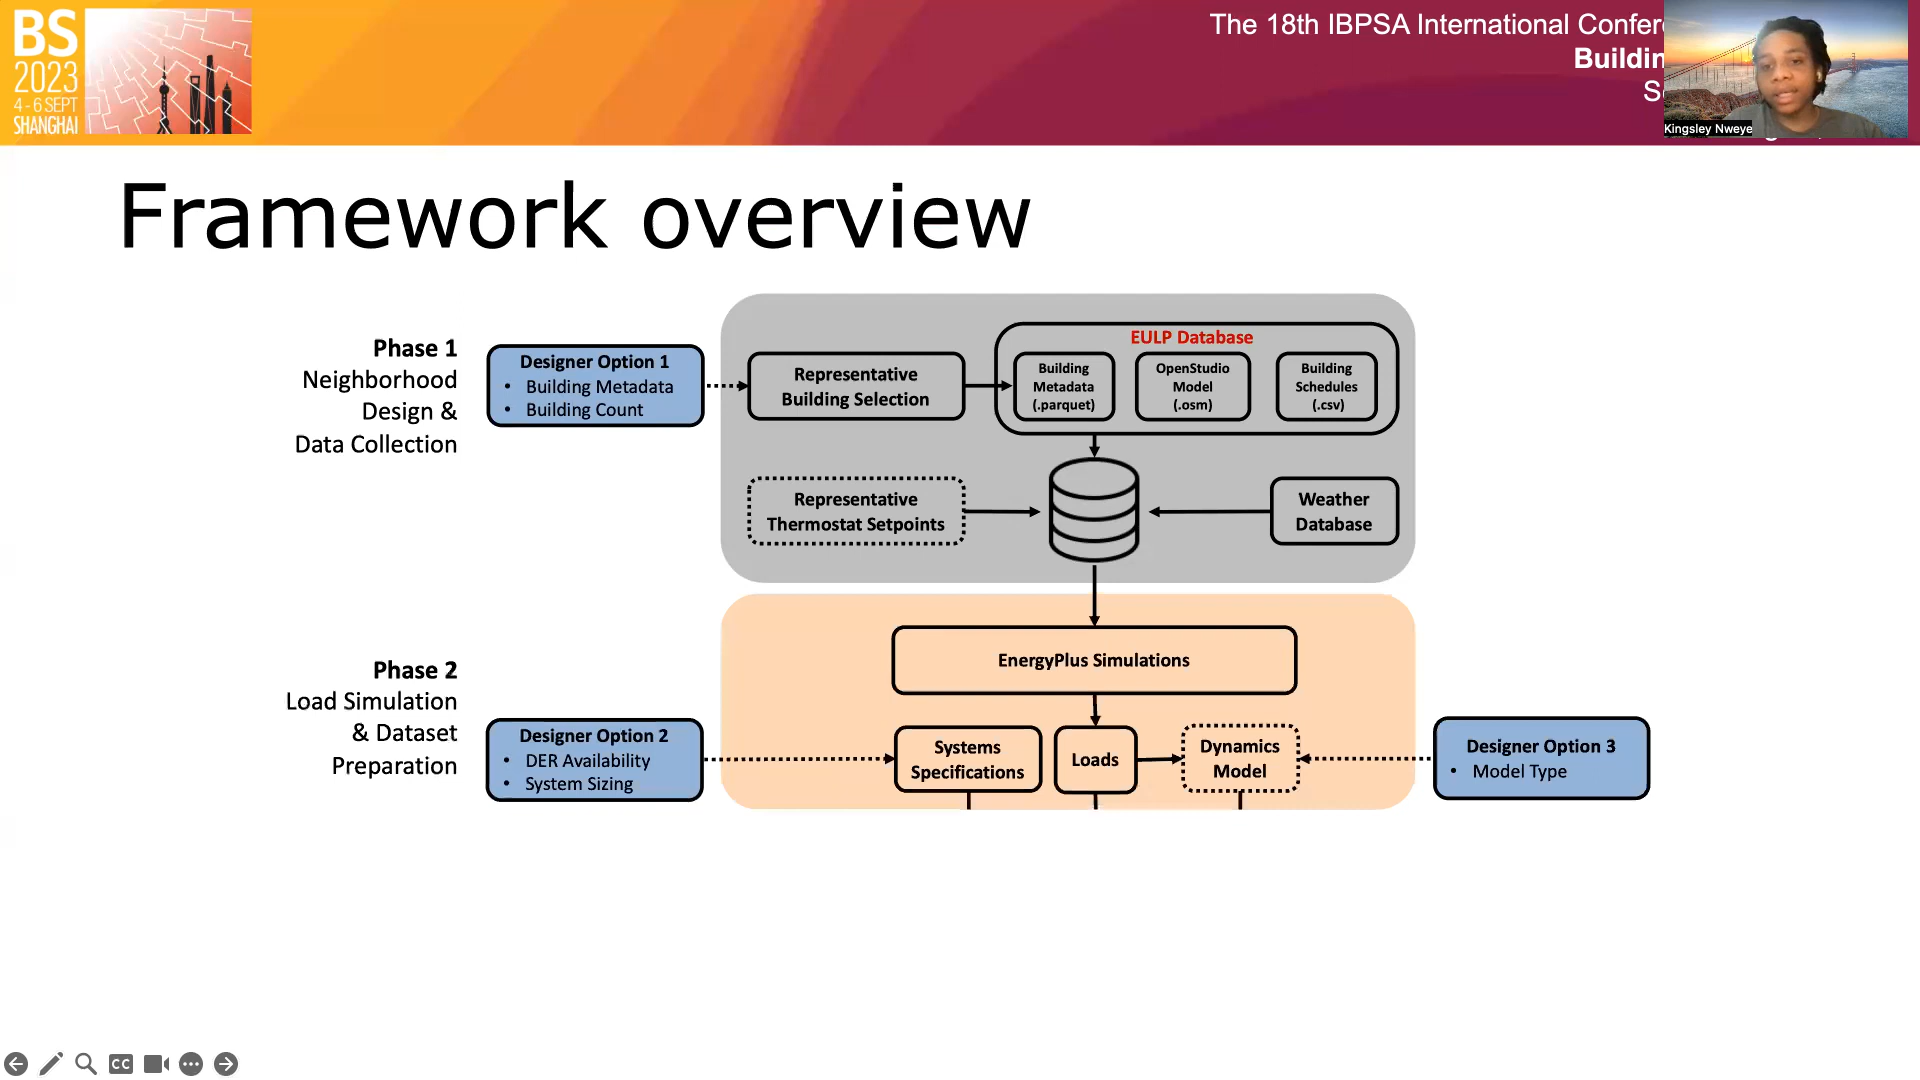 BS
2023
4 - 6 SEPT
SHANGHAI
The 18th IBPSA International
Kingsley Nweye
Framework overview
Phase 1
Neighborhood
Design &
Data Collection
Designer Option 1
• Building Metadata
• Building Count
Representative
Building Selection
EULP Database
Building
Metadata
(.parquet)
OpenStudio
Model
(.osm)
Building
Schedules
(.csv)
Representative
Thermostat Setpoints
Weather
Database
Phase 2
Load Simulation
& Dataset
Preparation
Designer Option 2
• DER Availability
• System Sizing
EnergyPlus Simulations
Systems
Specifications
Loads
Dynamics
Model
Designer Option 3
• Model Type
CC